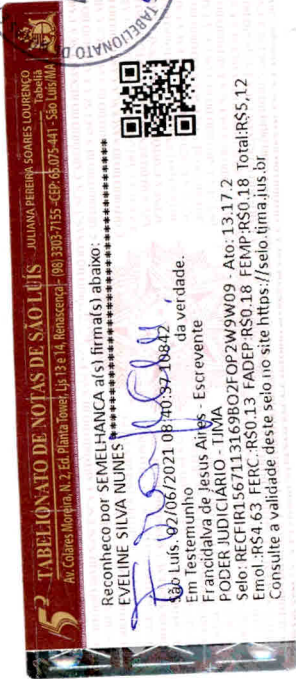 TABELIONATO D
5º TABELIONATO DE NOTAS DE SÃO LUÍS JULIANA PEREIRA SOARES LOURENÇO
Tabeliã
Av. Colares Moreira, N. 2, Ed. Planta Tower, Ljs 13 e 14, Renascença - (98) 3303-7155 -CEP: 65.075-441 - São Luís/MA
Reconheço por SEMELHANÇA a(s) firma(s) abaixo:
EVELINE SILVA NUNES
São Luís, 02/06/2021 08:40:37 10842
Em Testemunho da verdade.
Francidalva de Jesus Aires - Escrevente
PODER JUDICIÁRIO - TJMA
Selo: RECFIR1567113169BO2FOP2W9W09 - Ato: 13.17.2
Emol.:R$4,63 FERC.:R$0,13 FADEP:R$0,18 FEMP:R$0,18 Total:R$5,12
Consulte a validade deste selo no site https://selo.tjma.jus.br